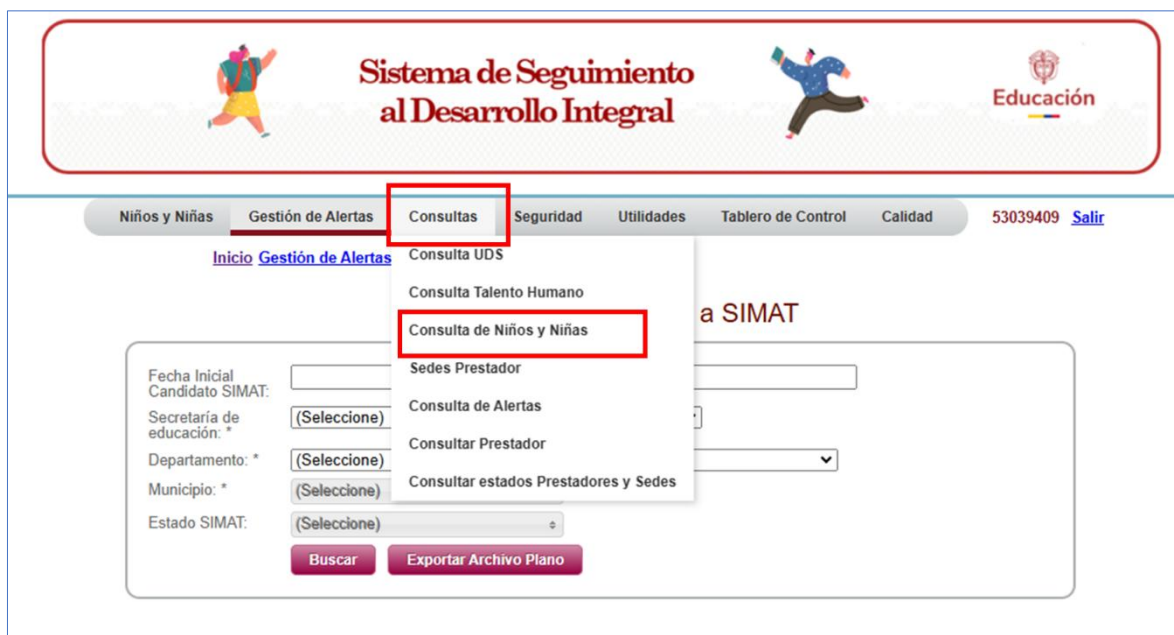 Sistema de Seguimiento
al Desarrollo Integral
Educación
Niños y Niñas Gestión de Alertas Consultas Seguridad Utilidades Tablero de Control Calidad 53039409 Salir
Inicio Gestión de Alertas
Consulta UDS
Consulta Talento Humano
Consulta de Niños y Niñas
Sedes Prestador
Consulta de Alertas
Consultar Prestador
Consultar estados Prestadores y Sedes
a SIMAT
Fecha Inicial
Candidato SIMAT:
Secretaría de
educación: *
(Seleccione)
Departamento: * (Seleccione)
Municipio: * (Seleccione)
Estado SIMAT: (Seleccione)
Buscar Exportar Archivo Plano